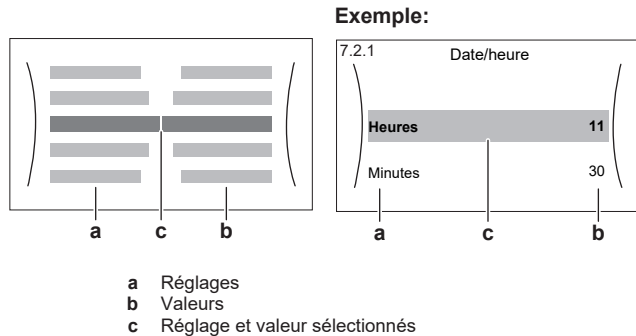 Exemple:
7.2.1 Date/heure
Heures 11
Minutes 30
a c b
a c b
a Réglages
b Valeurs
c Réglage et valeur sélectionnés